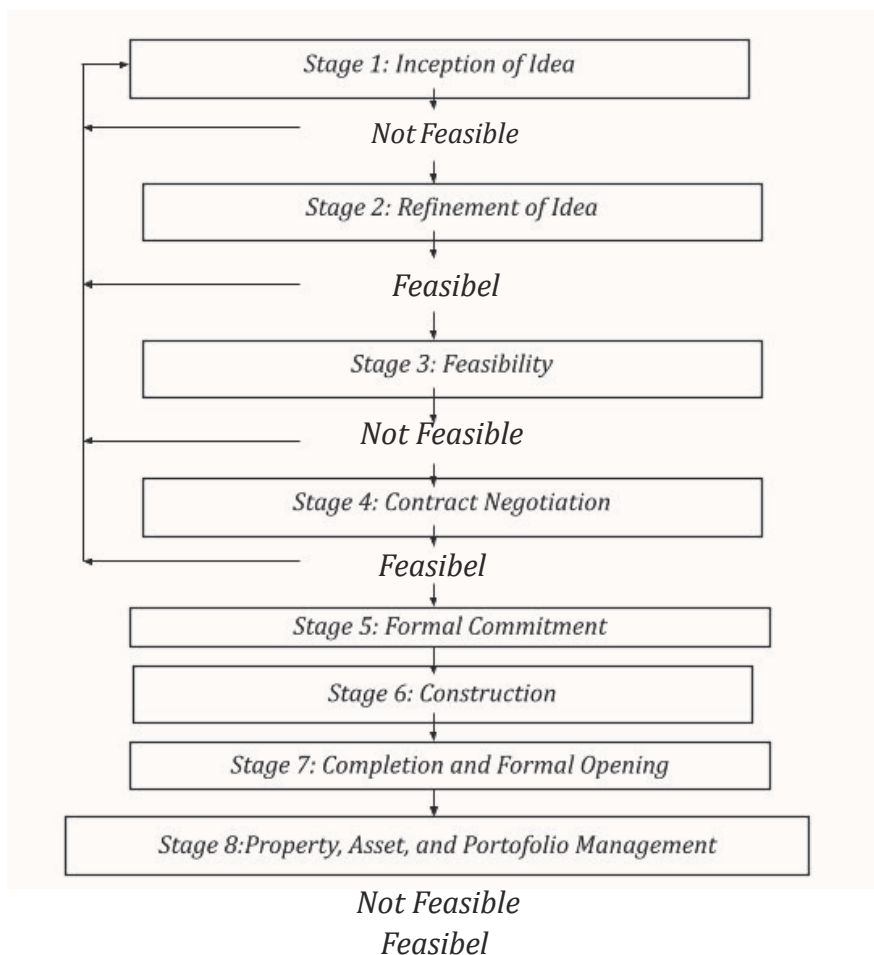 Stage 1: Inception of Idea
Not Feasible
Stage 2: Refinement of Idea
Feasibel
Stage 3: Feasibility
Not Feasible
Stage 4: Contract Negotiation
Feasibel
Stage 5: Formal Commitment
Stage 6: Construction
Stage 7: Completion and Formal Opening
Stage 8:Property, Asset, and Portofolio Management
Not Feasible
Feasibel